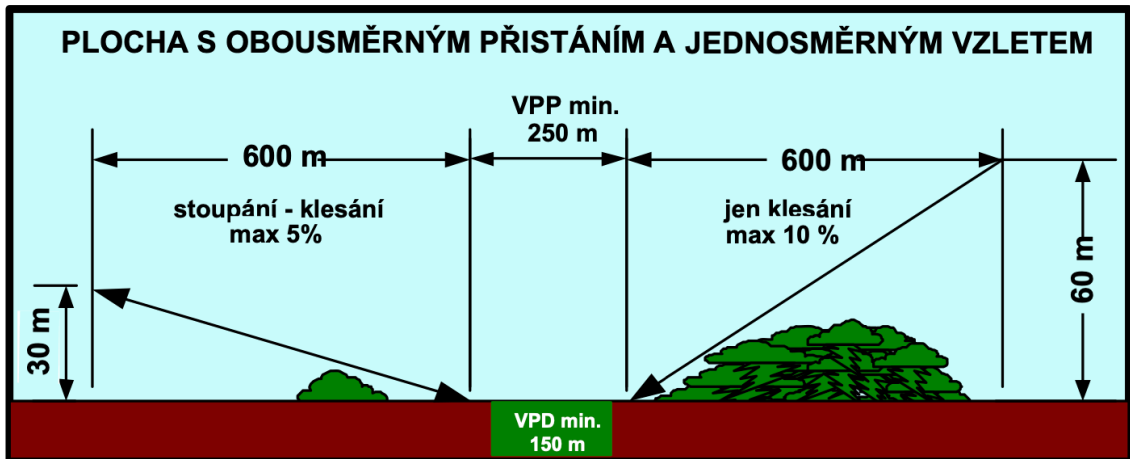 PLOCHA S OBOUSMĚRNÝM PŘISTÁNÍM A JEDNOSMĚRNÝM VZLETEM
VPP min.
250 m
600 m
600 m
stoupání - klesání
max 5%
jen klesání
max 10 %
30 m
60 m
VPD min.
150 m